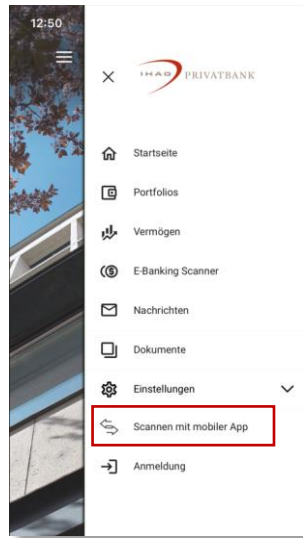 12:50
IHAG PRIVATBANK
Startseite
Portfolios
Vermögen
E-Banking Scanner
Nachrichten
Dokumente
Einstellungen
Scannen mit mobiler App
Anmeldung